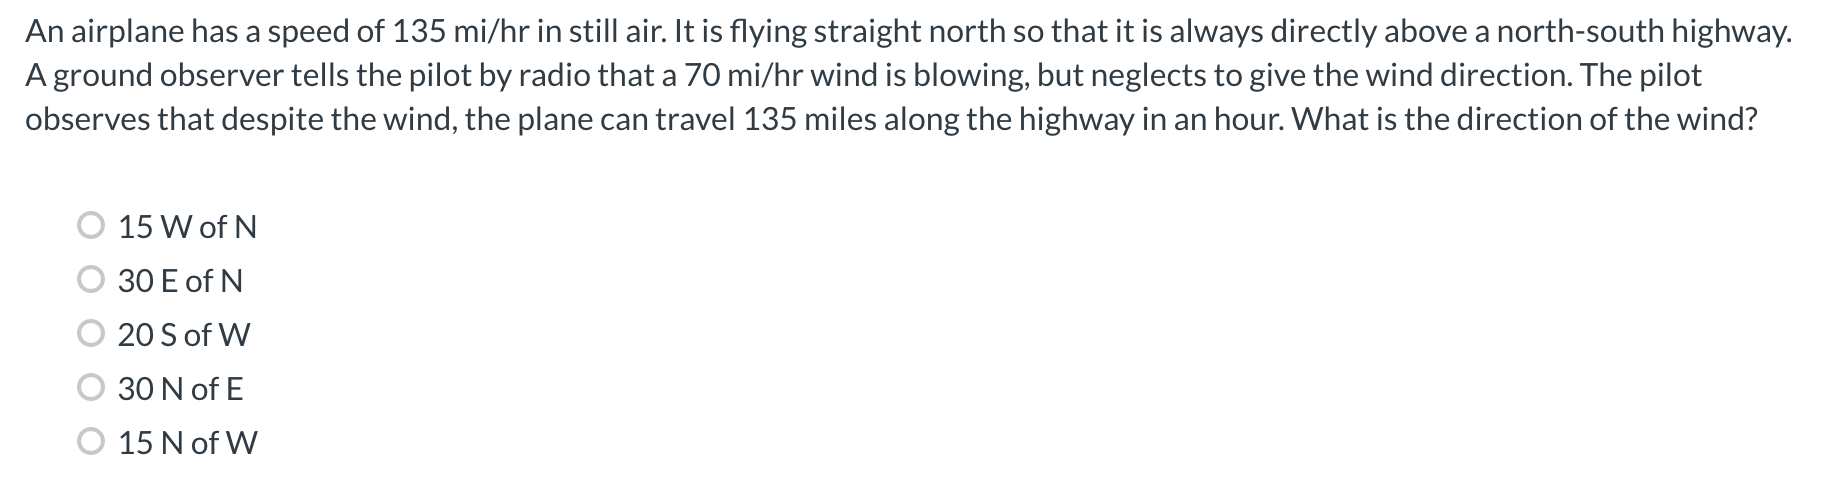 An airplane has a speed of 135 mi/hr in still air. It is flying straight north so that it is always directly above a north-south highway.
A ground observer tells the pilot by radio that a 70 mi/hr wind is blowing, but neglects to give the wind direction. The pilot
observes that despite the wind, the plane can travel 135 miles along the highway in an hour. What is the direction of the wind?
15 W of N
30 E of N
20 S of W
30 N of E
15 N of W